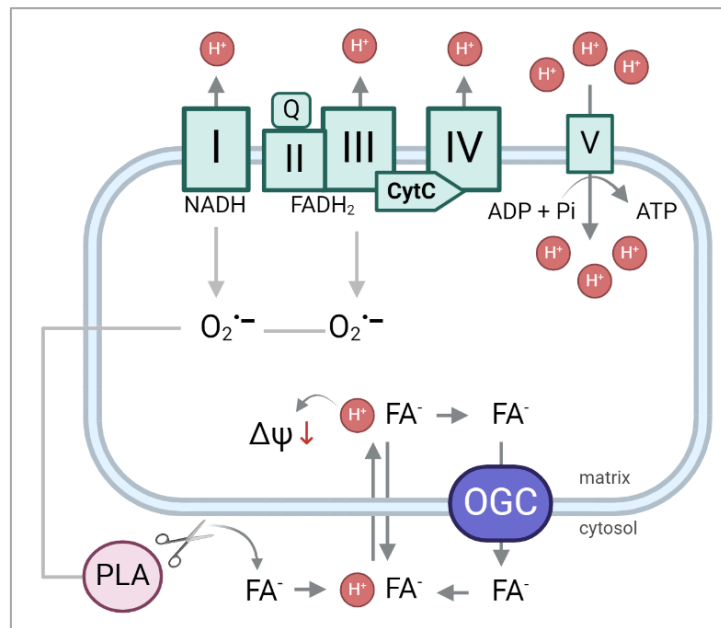 H⁺ H⁺ H⁺ H⁺ H⁺ H⁺
I Q II III IV V
CytC
NADH FADH₂ ADP + Pi ATP
H⁺ H⁺ H⁺
O₂•− O₂•−
H⁺ FA⁻ FA⁻
Δψ ↓
matrix
OGC
cytosol
PLA
FA⁻ H⁺ FA⁻ FA⁻